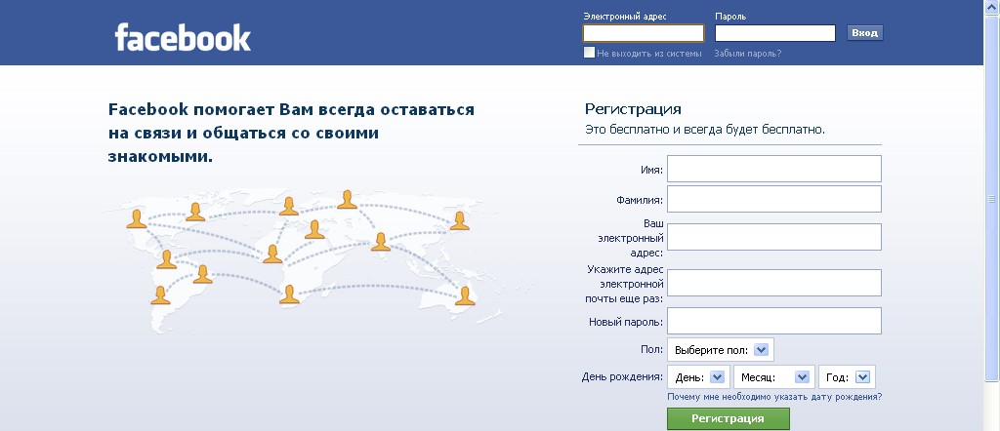 facebook
Электронный адрес
Пароль
Вход
Не выходить из системы
Забыли пароль?
Facebook помогает Вам всегда оставаться
на связи и общаться со своими
знакомыми.
Регистрация
Это бесплатно и всегда будет бесплатно.
Имя:
Фамилия:
Ваш
электронный
адрес:
Укажите адрес
электронной
почты еще раз:
Новый пароль:
Пол:
Выберите пол:
День рождения:
День:
Месяц:
Год:
Почему мне необходимо указать дату рождения?
Регистрация